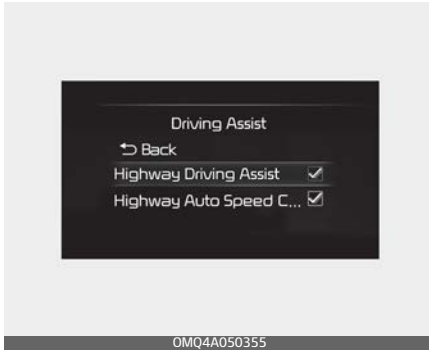 Driving Assist
Back
Highway Driving Assist
Highway Auto Speed C...
OMQ4A050355